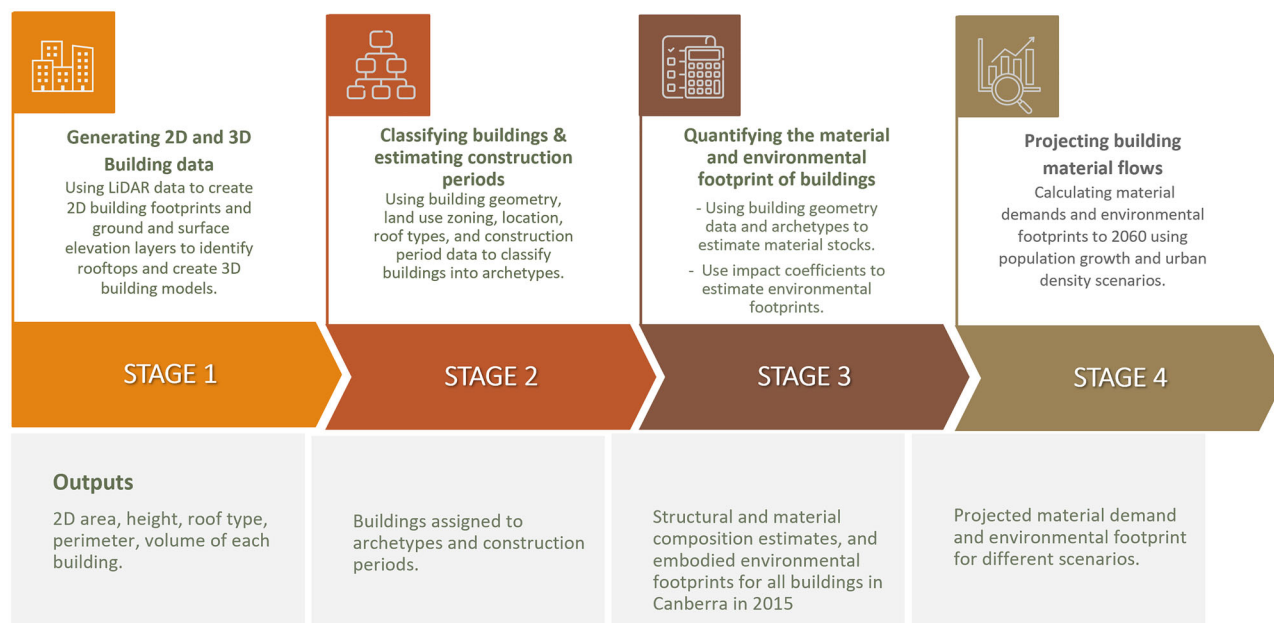 Generating 2D and 3D
Building data
Using LiDAR data to create
2D building footprints and
ground and surface
elevation layers to identify
rooftops and create 3D
building models.
Classifying buildings &
estimating construction
periods
Using building geometry,
land use zoning, location,
roof types, and construction
period data to classify
buildings into archetypes.
Quantifying the material
and environmental
footprint of buildings
- Using building geometry
data and archetypes to
estimate material stocks.
- Use impact coefficients to
estimate environmental
footprints.
Projecting building
material flows
Calculating material
demands and environmental
footprints to 2060 using
population growth and urban
density scenarios.
STAGE 1
STAGE 2
STAGE 3
STAGE 4
Outputs
2D area, height, roof type,
perimeter, volume of each
building.
Buildings assigned to
archetypes and construction
periods.
Structural and material
composition estimates, and
embodied environmental
footprints for all buildings in
Canberra in 2015
Projected material demand
and environmental footprint
for different scenarios.